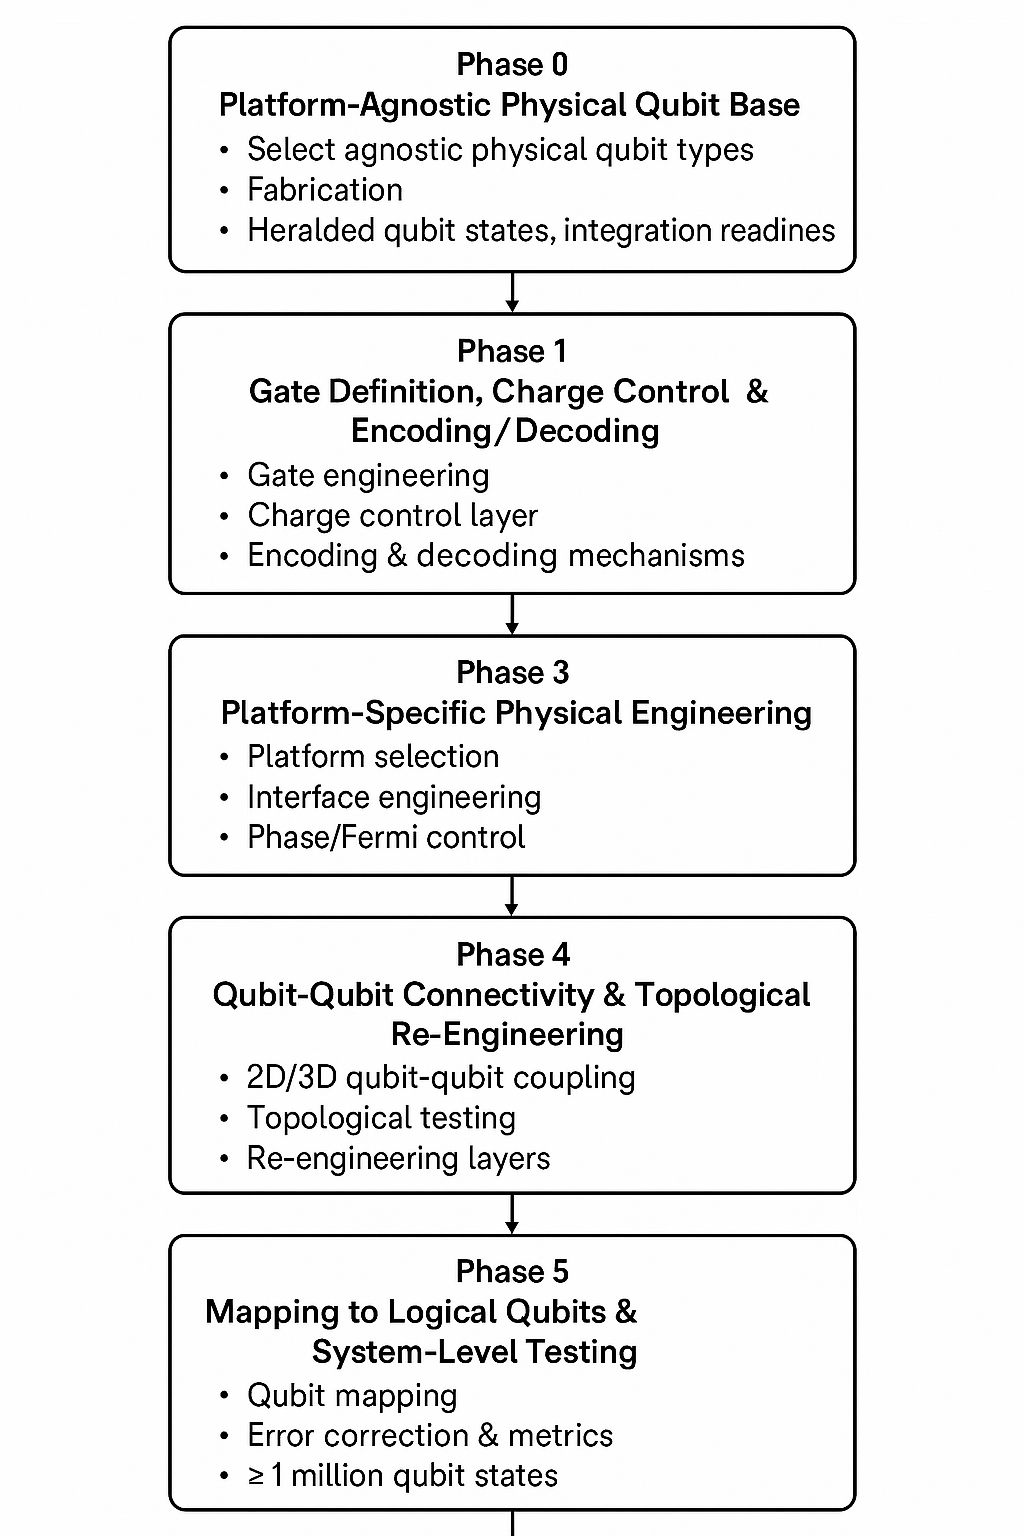 Phase 0
Platform-Agnostic Physical Qubit Base
• Select agnostic physical qubit types
• Fabrication
• Heralded qubit states, integration readines
Phase 1
Gate Definition, Charge Control &
Encoding/Decoding
• Gate engineering
• Charge control layer
• Encoding & decoding mechanisms
Phase 3
Platform-Specific Physical Engineering
• Platform selection
• Interface engineering
• Phase/Fermi control
Phase 4
Qubit-Qubit Connectivity & Topological
Re-Engineering
• 2D/3D qubit-qubit coupling
• Topological testing
• Re-engineering layers
Phase 5
Mapping to Logical Qubits &
System-Level Testing
• Qubit mapping
• Error correction & metrics
• ≥ 1 million qubit states